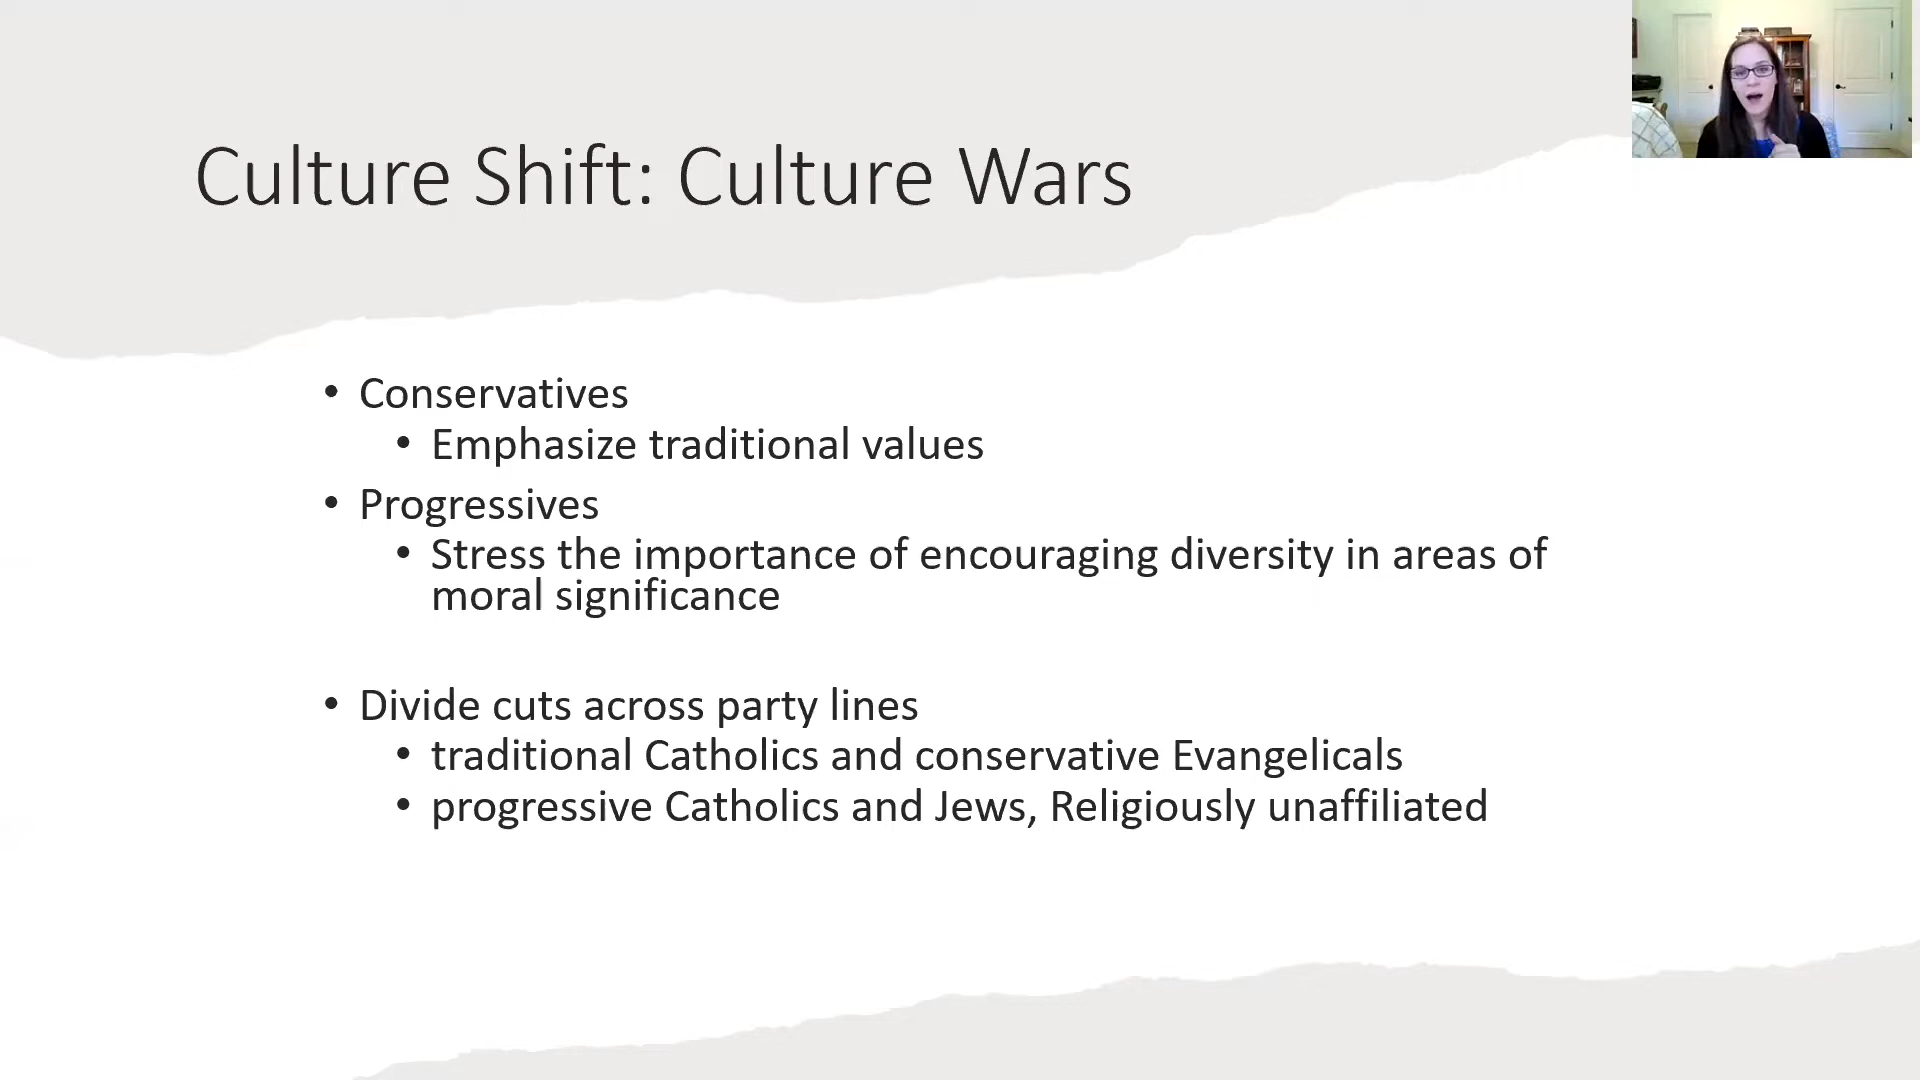 Culture Shift: Culture Wars
• Conservatives
• Emphasize traditional values
• Progressives
• Stress the importance of encouraging diversity in areas of
moral significance
• Divide cuts across party lines
• traditional Catholics and conservative Evangelicals
• progressive Catholics and Jews, Religiously unaffiliated